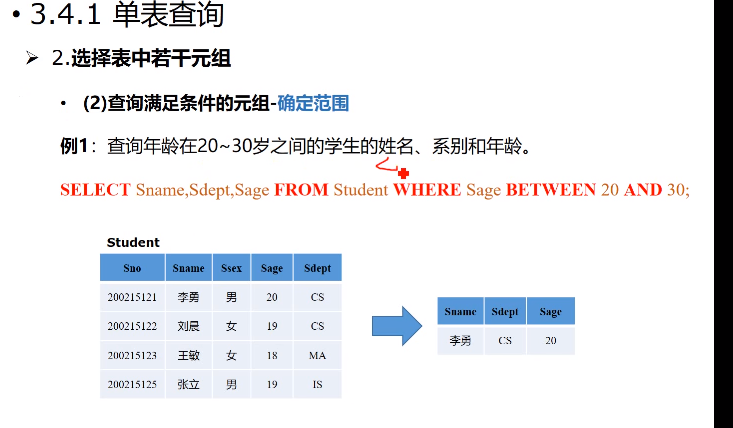 • 3.4.1 单表查询
➢ 2.选择表中若干元组
• (2)查询满足条件的元组-确定范围
例1：查询年龄在20~30岁之间的学生的姓名、系别和年龄。
SELECT Sname,Sdept,Sage FROM Student WHERE Sage BETWEEN 20 AND 30;
Student
Sno Sname Ssex Sage Sdept
200215121 李勇 男 20 CS
200215122 刘晨 女 19 CS
200215123 王敏 女 18 MA
200215125 张立 男 19 IS
Sname Sdept Sage
李勇 CS 20